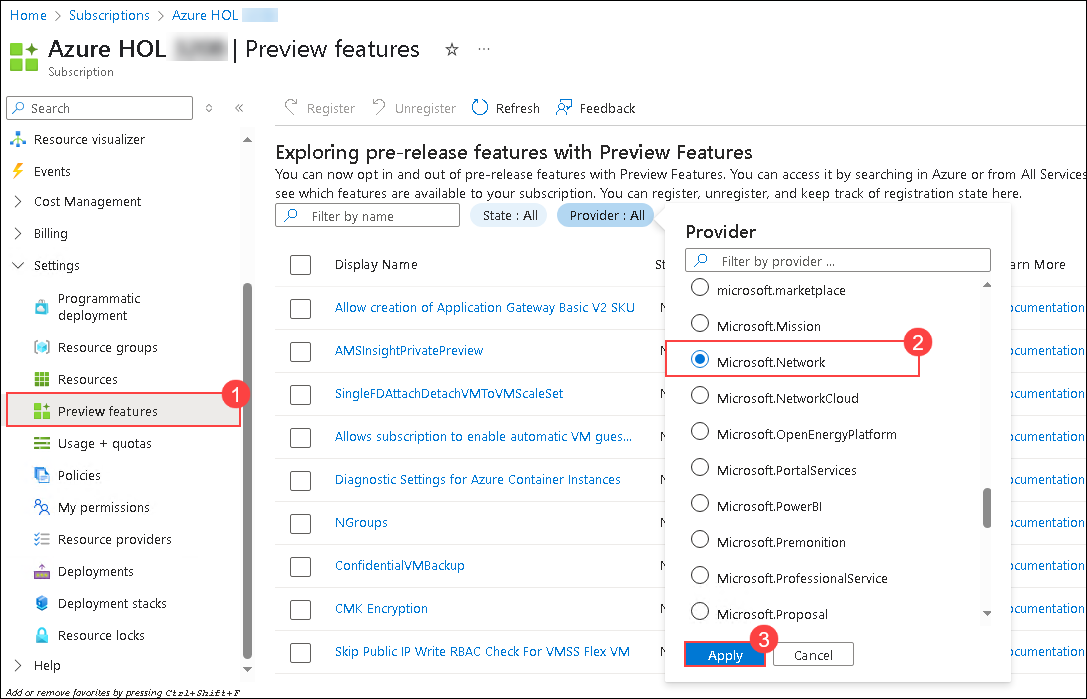 Home > Subscriptions > Azure HOL
Azure HOL | Preview features
Subscription
Search
Register
Unregister
Refresh
Feedback
Resource visualizer
Events
Cost Management
Billing
Settings
Programmatic
deployment
Resource groups
Resources
Preview features
1
Usage + quotas
Policies
My permissions
Resource providers
Deployments
Deployment stacks
Resource locks
Help
Add or remove favorites by pressing Ctrl+Shift+F
Exploring pre-release features with Preview Features
You can now opt in and out of pre-release features with Preview Features. You can access it by searching in Azure or from All Services
see which features are available to your subscription. You can register, unregister, and keep track of registration state here.
Filter by name
State : All
Provider : All
Display Name
St
arn More
Allow creation of Application Gateway Basic V2 SKU
ocumentation
AMSInsightPrivatePreview
ocumentation
SingleFDAttachDetachVMToVMScaleSet
ocumentation
Allows subscription to enable automatic VM gues...
ocumentation
Diagnostic Settings for Azure Container Instances
ocumentation
NGroups
ocumentation
ConfidentialVMBackup
ocumentation
CMK Encryption
ocumentation
Skip Public IP Write RBAC Check For VMSS Flex VM
ocumentation
Provider
Filter by provider ...
microsoft.marketplace
Microsoft.Mission
Microsoft.Network
2
Microsoft.NetworkCloud
Microsoft.OpenEnergyPlatform
Microsoft.PortalServices
Microsoft.PowerBI
Microsoft.Premonition
Microsoft.ProfessionalService
Microsoft.Proposal
3
Apply
Cancel